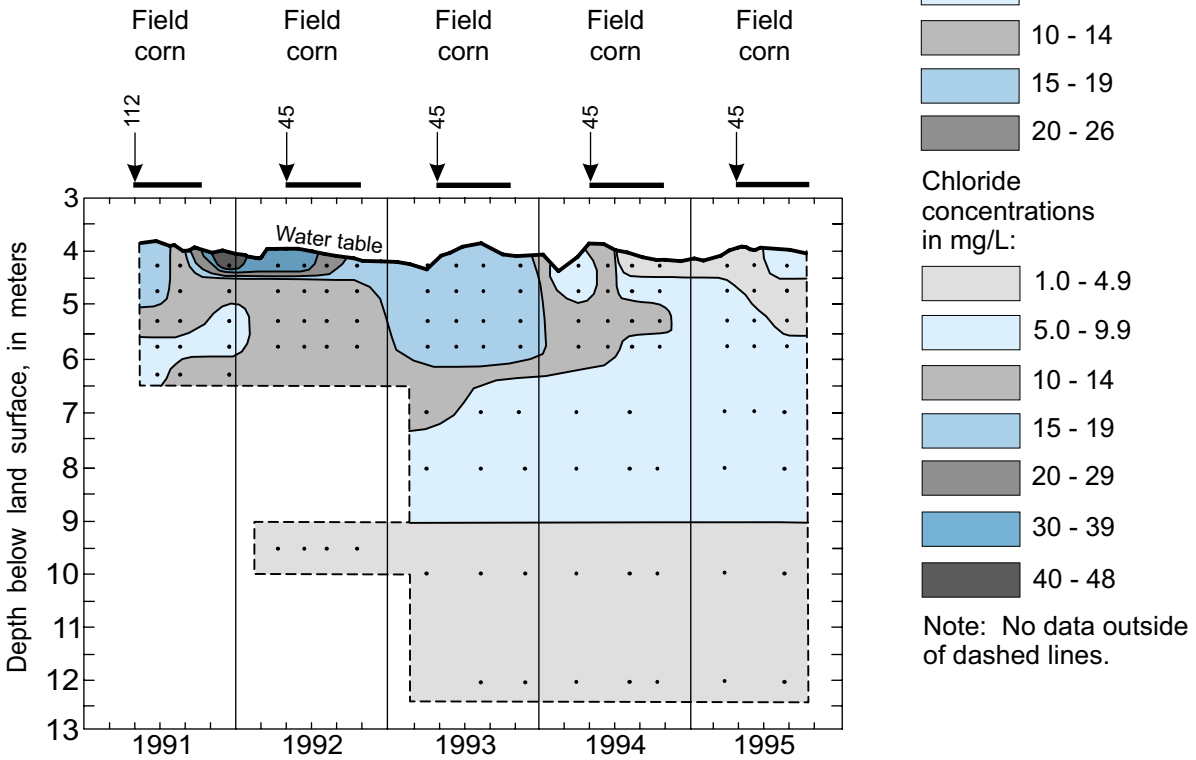 Field
corn
Field
corn
Field
corn
Field
corn
Field
corn
112
45
45
45
45
Water table
Depth below land surface, in meters
3
4
5
6
7
8
9
10
11
12
13
1991
1992
1993
1994
1995
10 - 14
15 - 19
20 - 26
Chloride
concentrations
in mg/L:
1.0 - 4.9
5.0 - 9.9
10 - 14
15 - 19
20 - 29
30 - 39
40 - 48
Note: No data outside
of dashed lines.